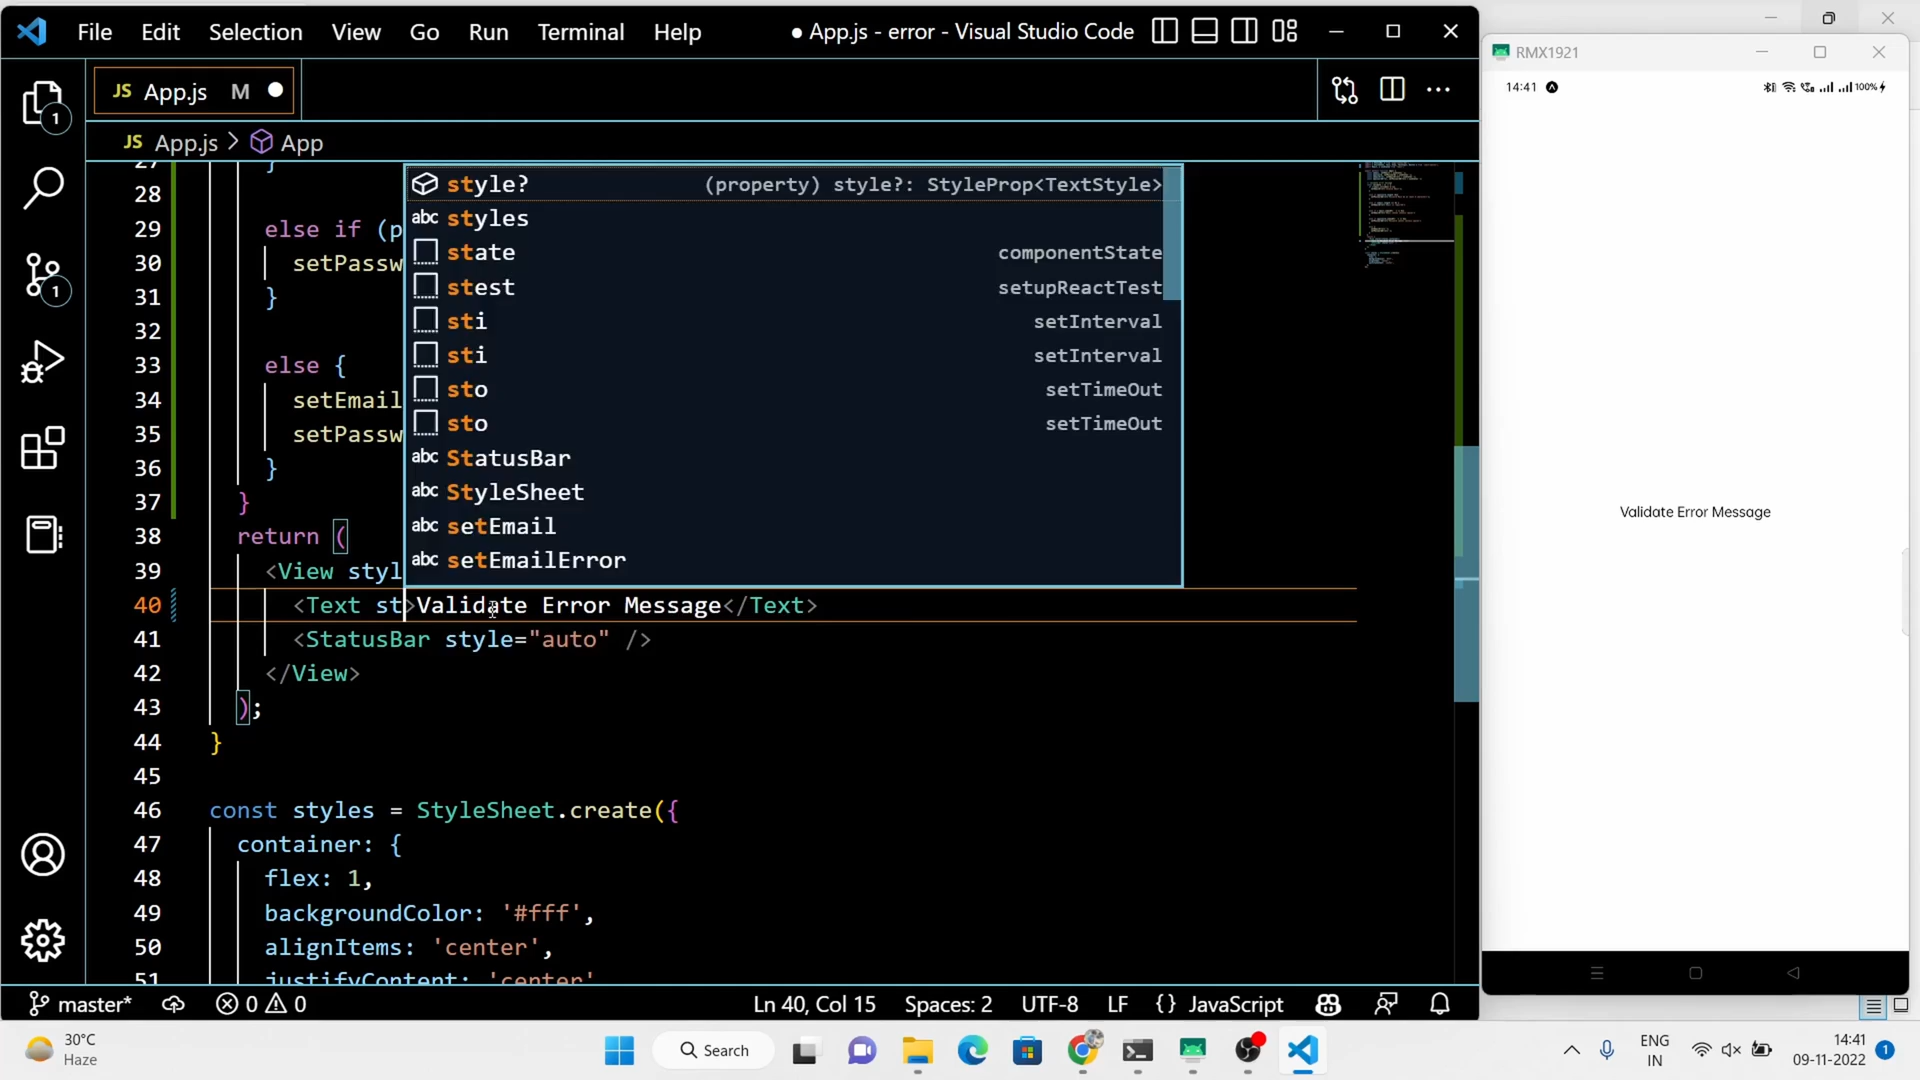 File Edit Selection View Go Run Terminal Help
● App.js - error - Visual Studio Code
RMX1921
JS App.js M
14:41
100%
JS App.js > App
1
27 }
style? (property) style?: StyleProp<TextStyle>
28
styles
29 else if (p
state componentState
30 setPassw
stest setupReactTest
31 }
sti setInterval
32
sti setInterval
33 else {
sto setTimeOut
34 setEmail
sto setTimeOut
35 setPassw
StatusBar
36 }
StyleSheet
37 }
setEmail
38 return (
setEmailError
39 <View styl
40 <Text st>Validate Error Message</Text>
41 <StatusBar style="auto" />
42 </View>
43 );
44 }
45
46 const styles = StyleSheet.create({
47 container: {
48 flex: 1,
49 backgroundColor: '#fff',
50 alignItems: 'center',
51 justifyContent: 'center'
1
Validate Error Message
master* 0 0 Ln 40, Col 15 Spaces: 2 UTF-8 LF {} JavaScript
30°C
Haze
Search
ENG
IN
14:41
09-11-2022
1